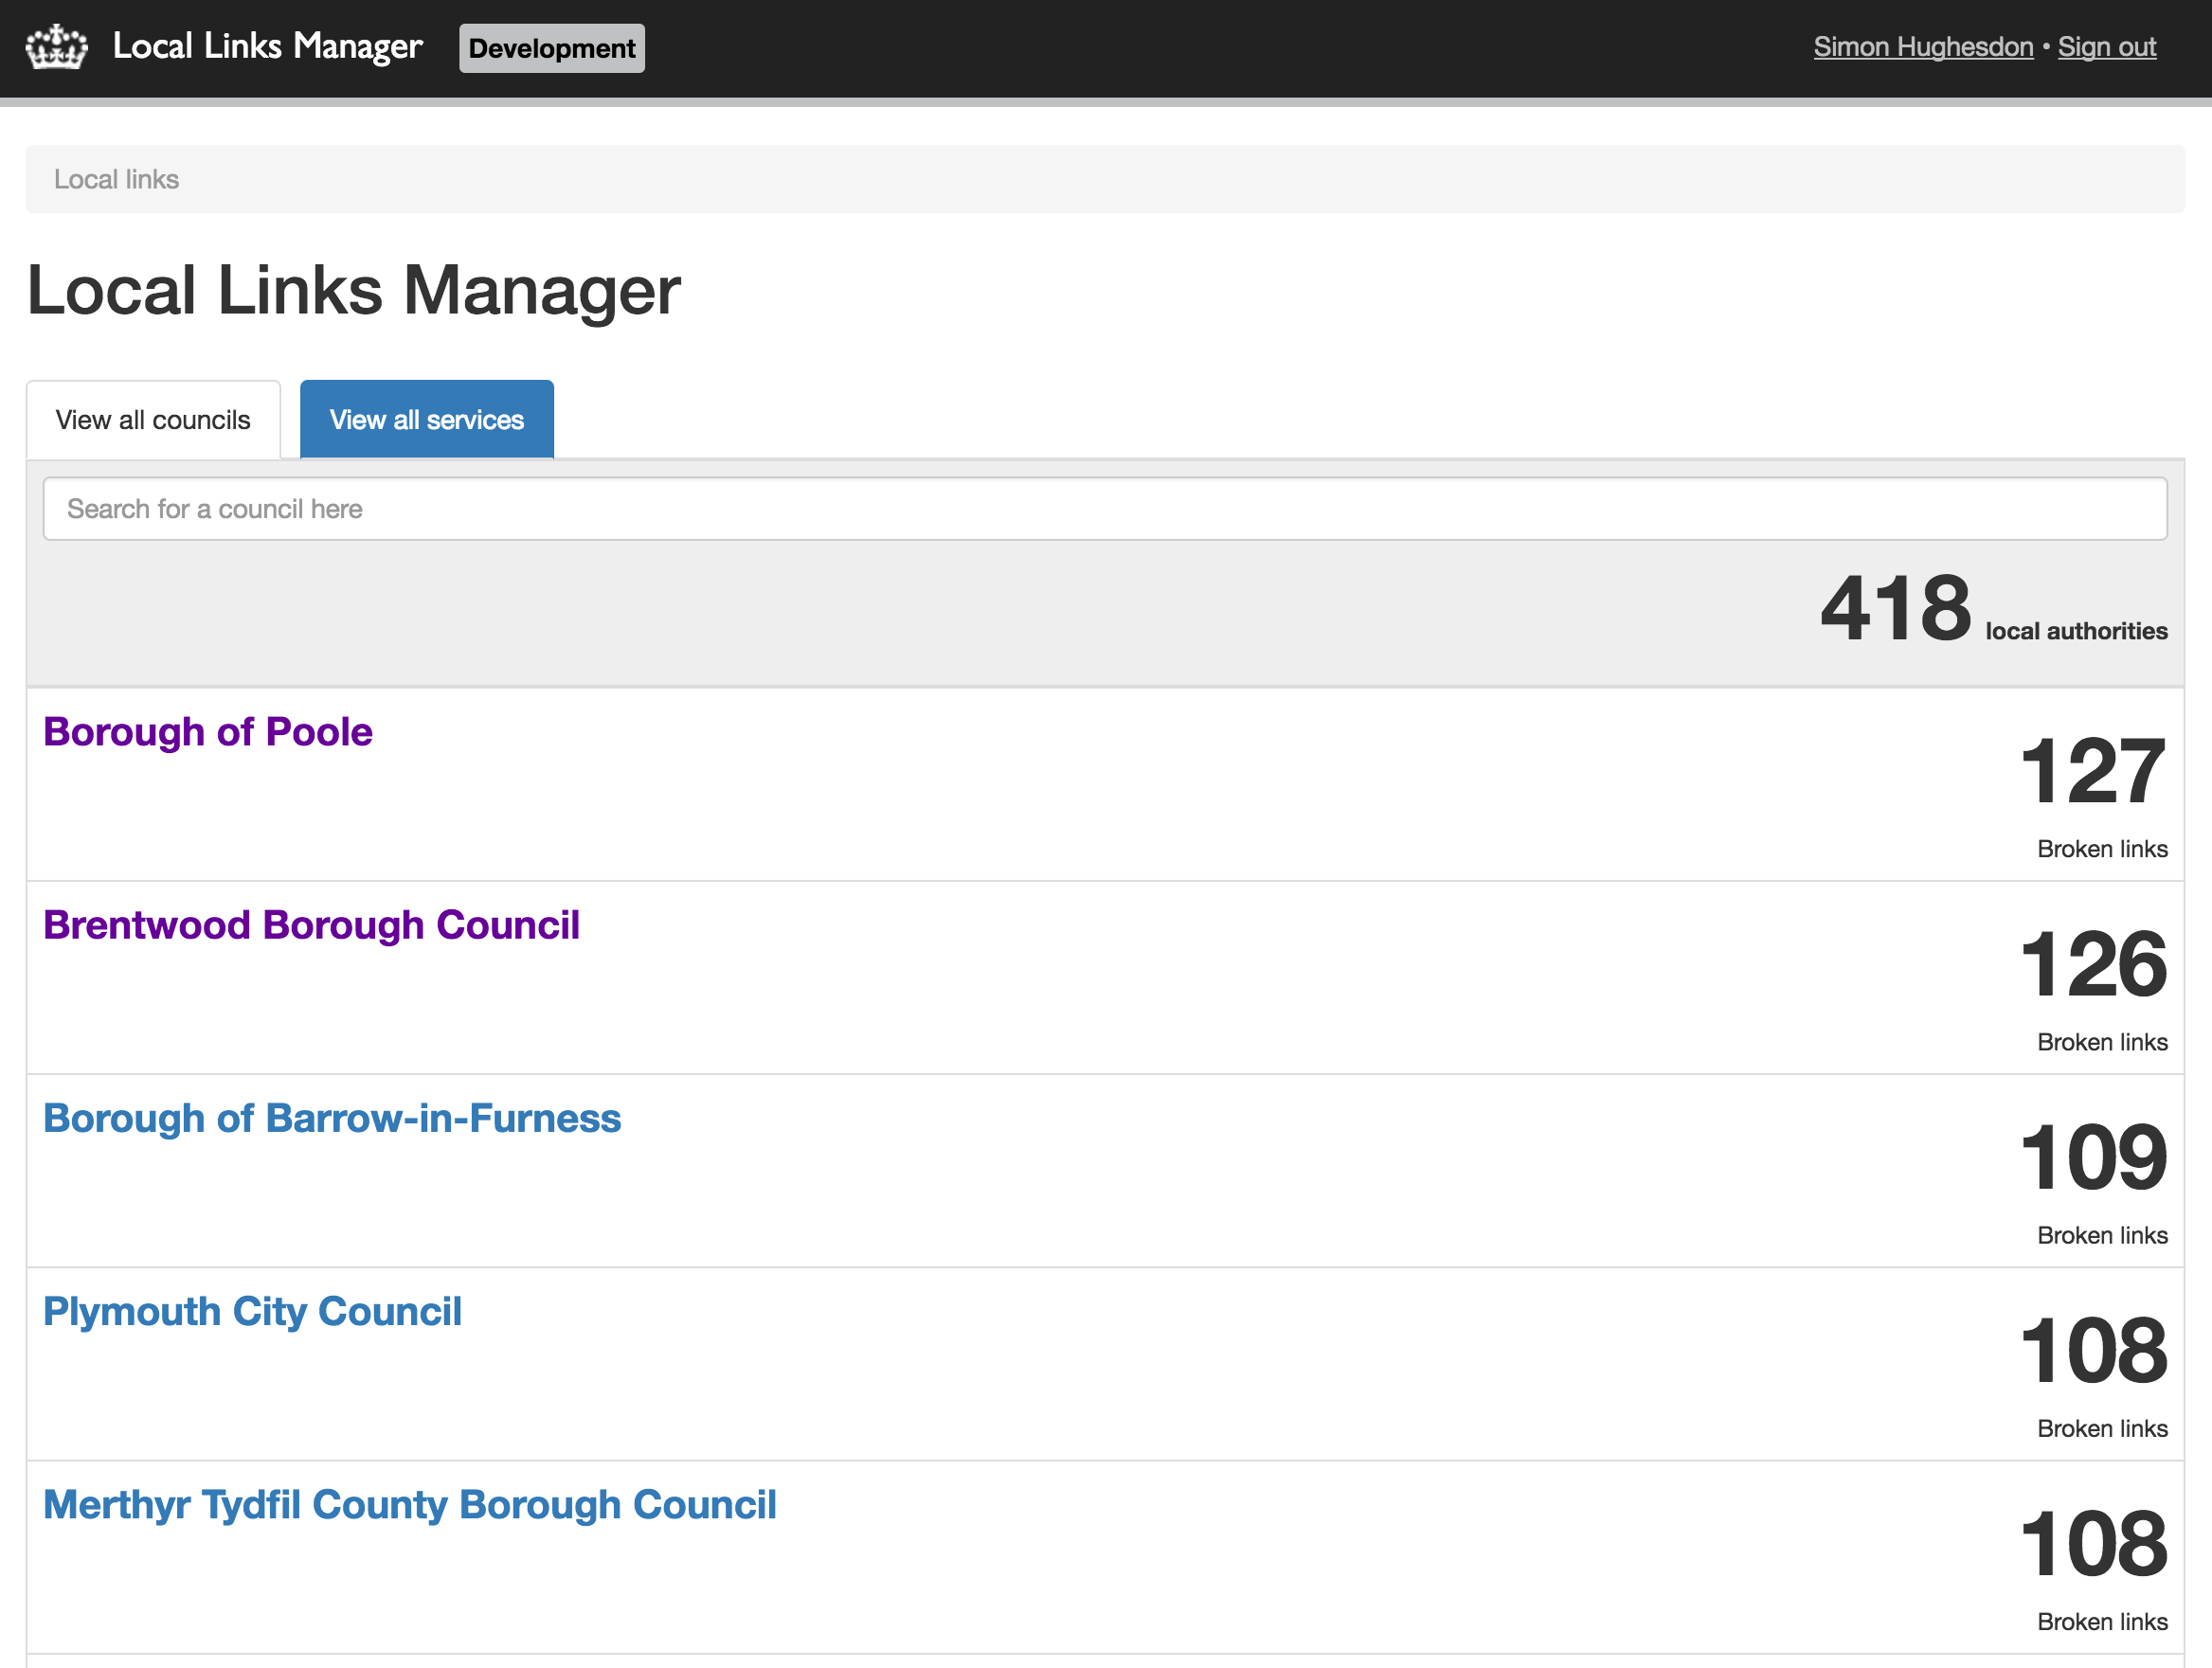 Local Links Manager Development Simon Hughesdon • Sign out
Local links
Local Links Manager
View all councils View all services
Search for a council here
418 local authorities
Borough of Poole
127
Broken links
Brentwood Borough Council
126
Broken links
Borough of Barrow-in-Furness
109
Broken links
Plymouth City Council
108
Broken links
Merthyr Tydfil County Borough Council
108
Broken links